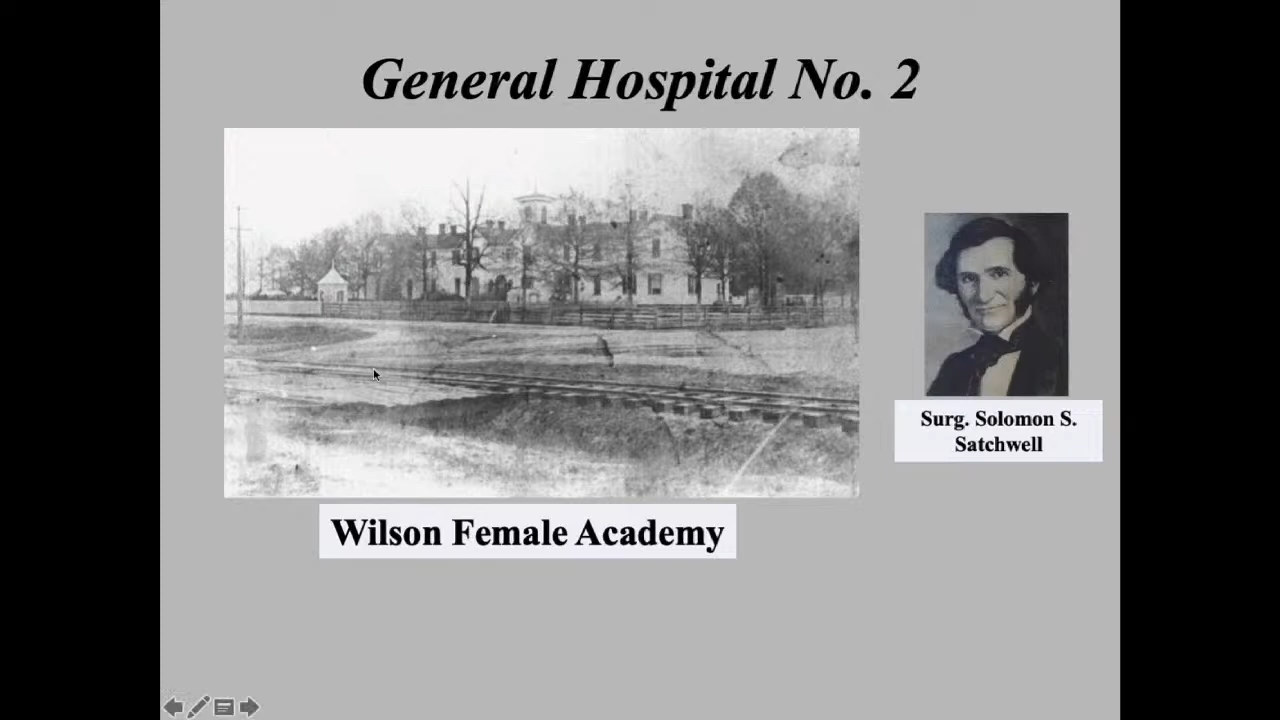 General Hospital No. 2
Surg. Solomon S.
Satchwell
Wilson Female Academy